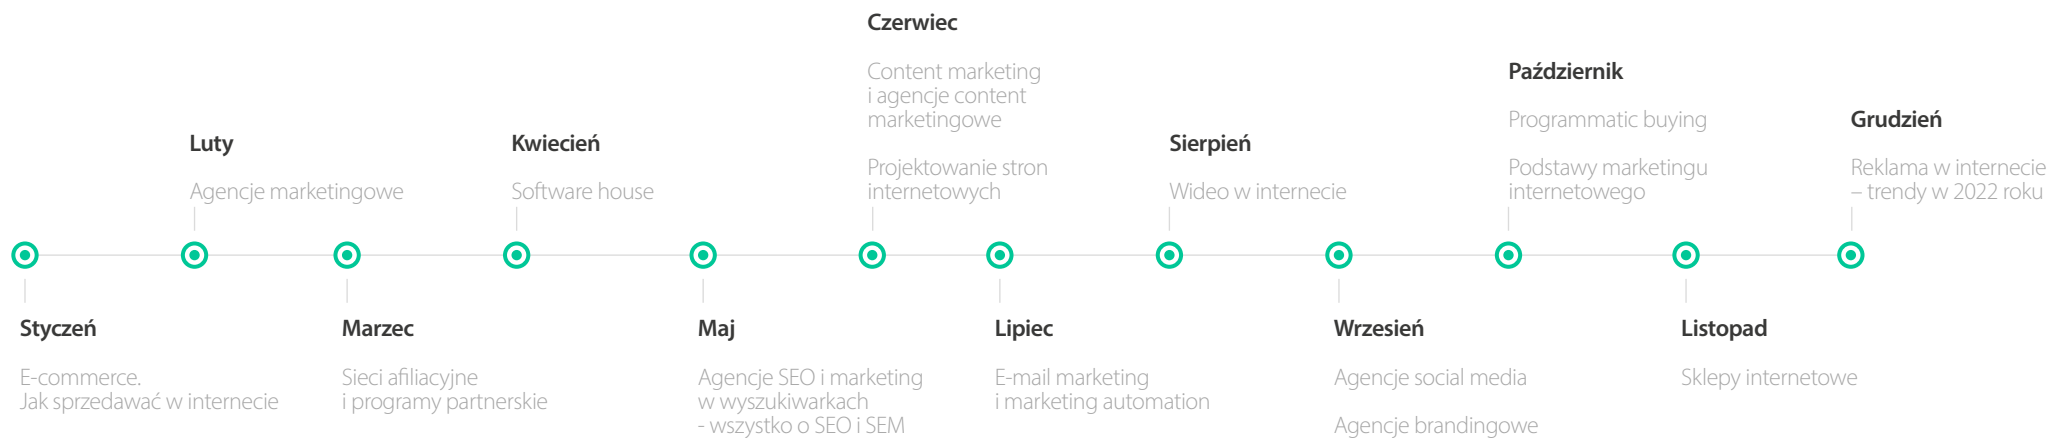 Styczeń
E-commerce.
Jak sprzedawać w internecie
Luty
Agencje marketingowe
Marzec
Sieci afiliacyjne
i programy partnerskie
Kwiecień
Software house
Maj
Agencje SEO i marketing
w wyszukiwarkach
- wszystko o SEO i SEM
Czerwiec
Content marketing
i agencje content
marketingowe
Projektowanie stron
internetowych
Lipiec
E-mail marketing
i marketing automation
Sierpień
Wideo w internecie
Wrzesień
Agencje social media
Agencje brandingowe
Październik
Programmatic buying
Podstawy marketingu
internetowego
Listopad
Sklepy internetowe
Grudzień
Reklama w internecie
– trendy w 2022 roku